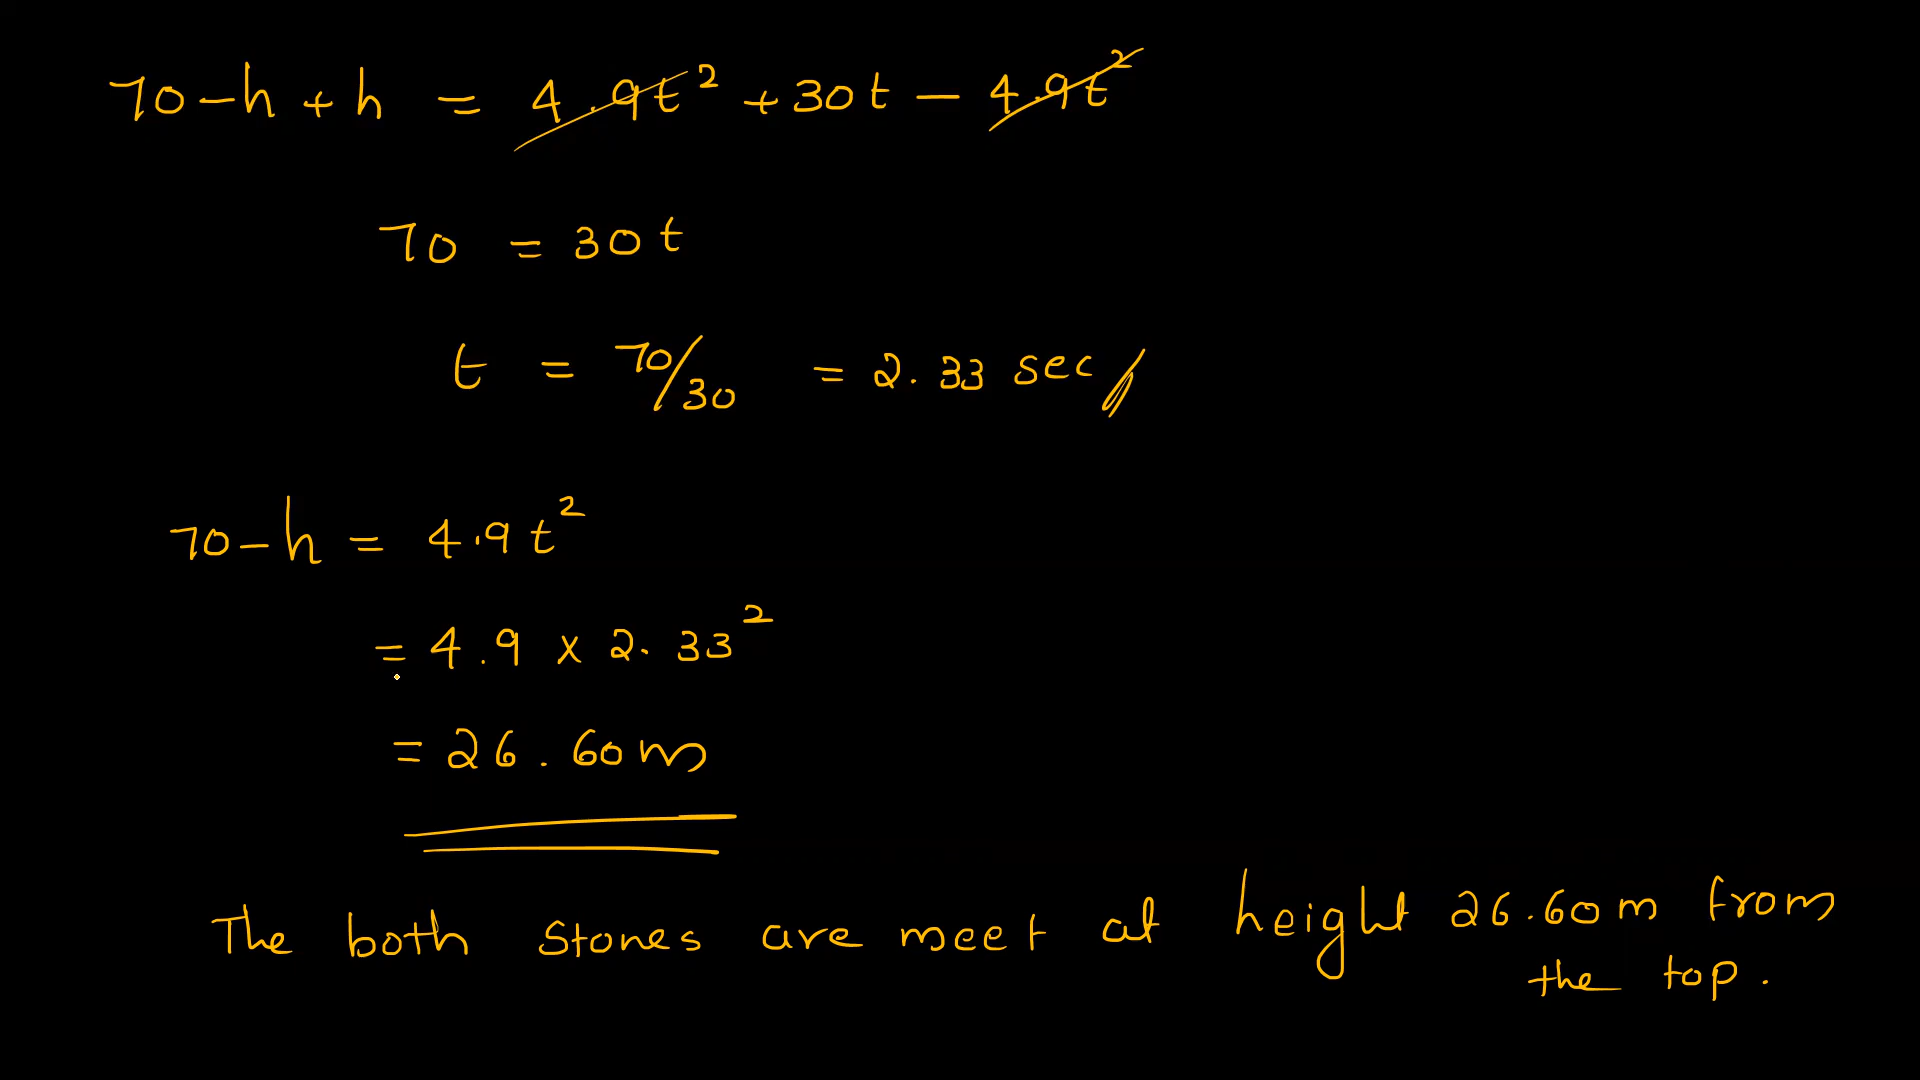 70-h+h = 4.9t² +30t - 4.9t²
70 = 30t
t = 70/30 = 2.33 sec
70-h = 4.9t²
= 4.9 x 2.33²
= 26.60m
The both stones are meet at height 26.60m from
the top.